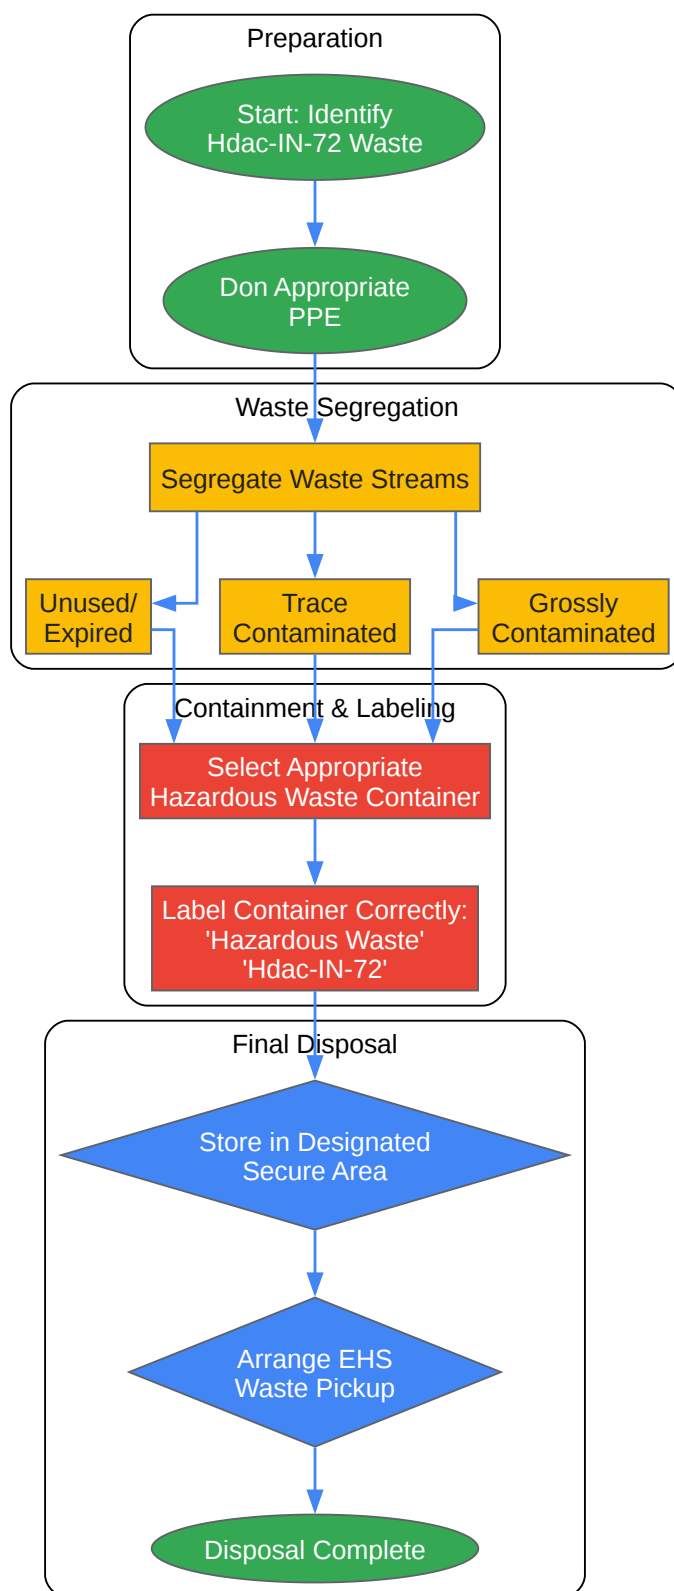 Preparation
Start: Identify
Hdac-IN-72 Waste
Don Appropriate
PPE
Waste Segregation
Segregate Waste Streams
Unused/
Expired
Trace
Contaminated
Grossly
Contaminated
Containment & Labeling
Select Appropriate
Hazardous Waste Container
Label Container Correctly:
'Hazardous Waste'
'Hdac-IN-72'
Final Disposal
Store in Designated
Secure Area
Arrange EHS
Waste Pickup
Disposal Complete